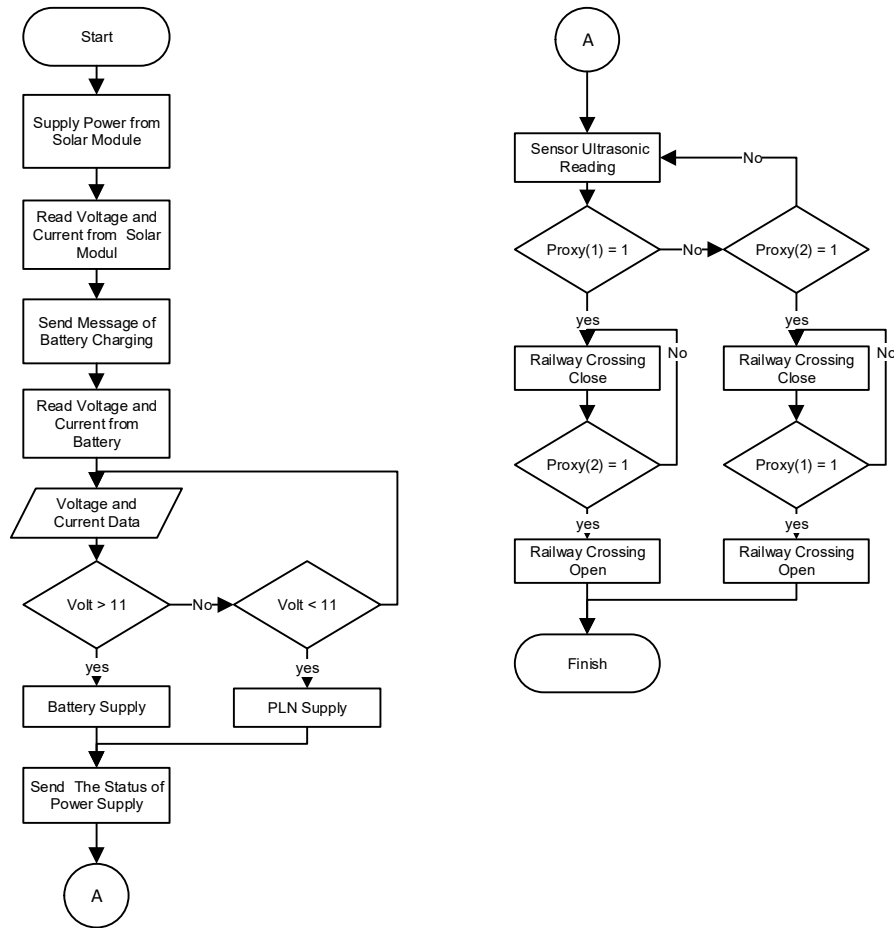 Start
Supply Power from
Solar Module
Read Voltage and
Current from Solar
Modul
Send Message of
Battery Charging
Read Voltage and
Current from
Battery
Voltage and
Current Data
Volt > 11
No
Volt < 11
yes
yes
Battery Supply
PLN Supply
Send The Status of
Power Supply
A
A
Sensor Ultrasonic
Reading
No
Proxy(1) = 1
No
Proxy(2) = 1
yes
yes
Railway Crossing
Close
No
Railway Crossing
Close
No
Proxy(2) = 1
Proxy(1) = 1
yes
yes
Railway Crossing
Open
Railway Crossing
Open
Finish